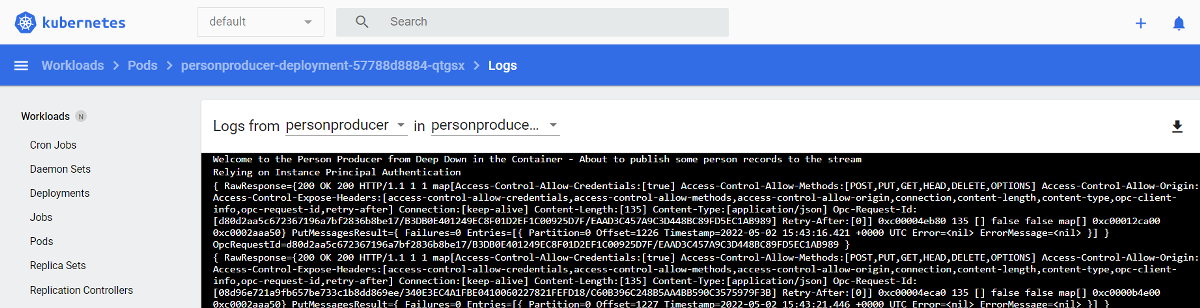 kubernetes
default
Search
Workloads > Pods > personproducer-deployment-57788d8884-qtgsx > Logs
Workloads N
Cron Jobs
Daemon Sets
Deployments
Jobs
Pods
Replica Sets
Replication Controllers
Logs from personproducer in personproduce...
Welcome to the Person Producer from Deep Down in the Container - About to publish some person records to the stream
Relying on Instance Principal Authentication
{ RawResponse={200 OK 200 HTTP/1.1 1 1 map[Access-Control-Allow-Credentials:[true] Access-Control-Allow-Methods:[POST,PUT,GET,HEAD,DELETE,OPTIONS] Access-Control-Allow-Origin:
Access-Control-Expose-Headers:[access-control-allow-credentials,access-control-allow-methods,access-control-allow-origin,connection,content-length,content-type,opc-client-
info,opc-request-id,retry-after] Connection:[keep-alive] Content-Length:[135] Content-Type:[application/json] Opc-Request-Id:
[d80d2aa5c672367196a7bf2836b8be17/B3DB0E401249EC8F01D2EF1C00925D7F/EAAD3C457A9C3D448BC89FD5EC1AB989] Retry-After:[0]] 0xc00004eb80 135 [] false false map[] 0xc00012ca00
0xc0002aaa50} PutMessagesResult={ Failures=0 Entries=[{ Partition=0 Offset=1226 Timestamp=2022-05-02 15:43:16.421 +0000 UTC Error=<nil> ErrorMessage=<nil> }] }
OpcRequestId=d80d2aa5c672367196a7bf2836b8be17/B3DB0E401249EC8F01D2EF1C00925D7F/EAAD3C457A9C3D448BC89FD5EC1AB989 }
{ RawResponse={200 OK 200 HTTP/1.1 1 1 map[Access-Control-Allow-Credentials:[true] Access-Control-Allow-Methods:[POST,PUT,GET,HEAD,DELETE,OPTIONS] Access-Control-Allow-Origin:
Access-Control-Expose-Headers:[access-control-allow-credentials,access-control-allow-methods,access-control-allow-origin,connection,content-length,content-type,opc-client-
info,opc-request-id,retry-after] Connection:[keep-alive] Content-Length:[135] Content-Type:[application/json] Opc-Request-Id:
[08d96e721a9fb657be733c1b8dd869ee/340E3EC4A1FBE0410060227821FEFD18/C60B396C248B5AA4BB590C3575979F3B] Retry-After:[0]] 0xc00004eca0 135 [] false false map[] 0xc0000b4e00
0xc0002aaa50} PutMessagesResult={ Failures=0 Entries=[{ Partition=0 Offset=1227 Timestamp=2022-05-02 15:43:21.446 +0000 UTC Error=<nil> ErrorMessage=<nil> }] }